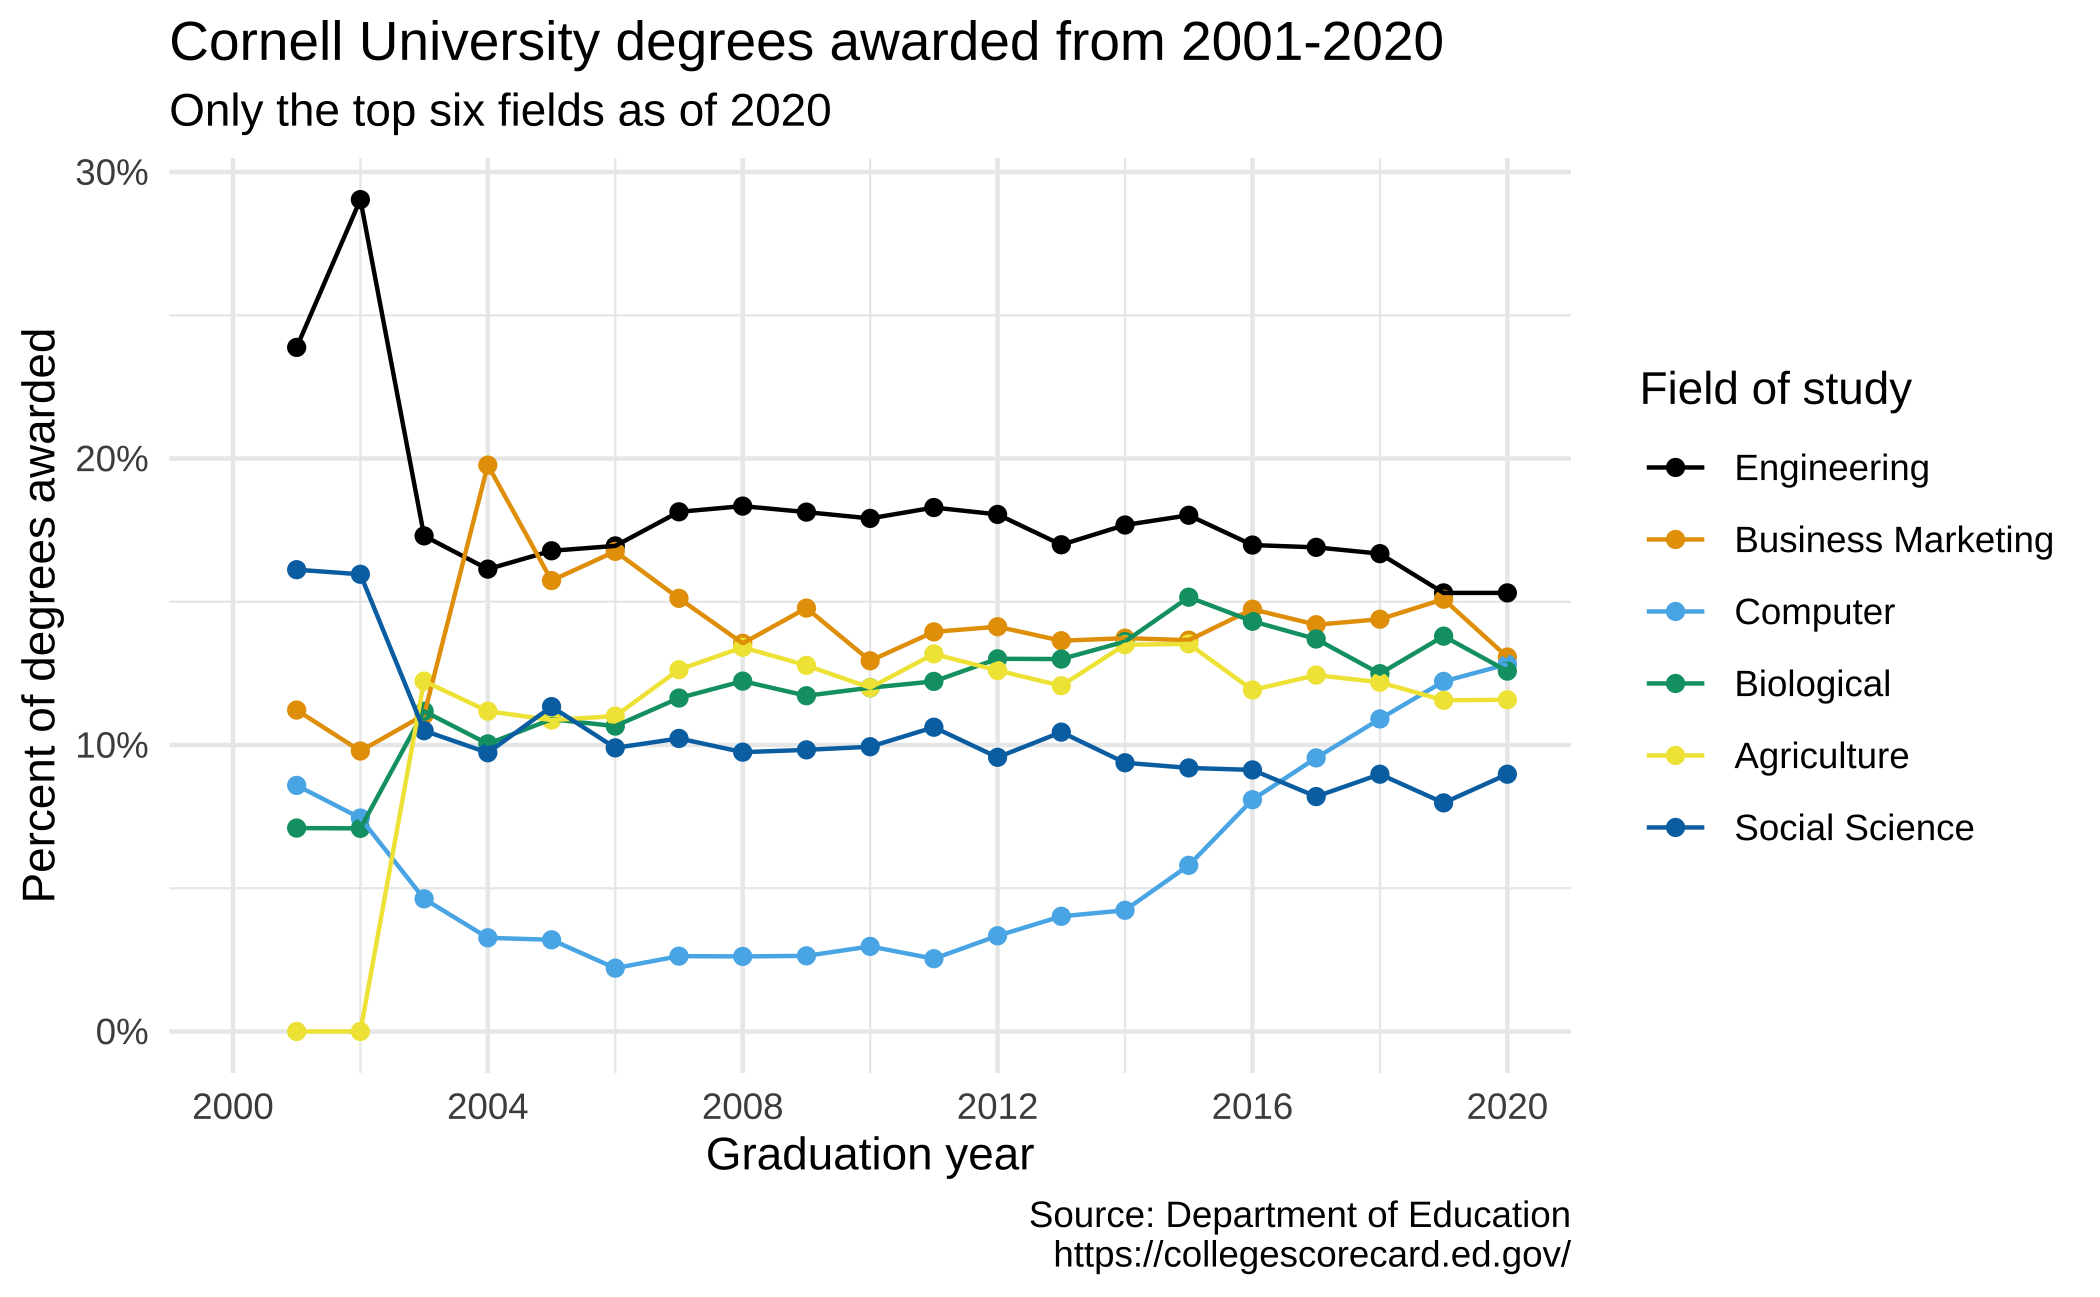 Cornell University degrees awarded from 2001-2020
Only the top six fields as of 2020
Percent of degrees awarded
30%
20%
10%
0%
2000
2004
2008
2012
2016
2020
Graduation year
Field of study
Engineering
Business Marketing
Computer
Biological
Agriculture
Social Science
Source: Department of Education
https://collegescorecard.ed.gov/